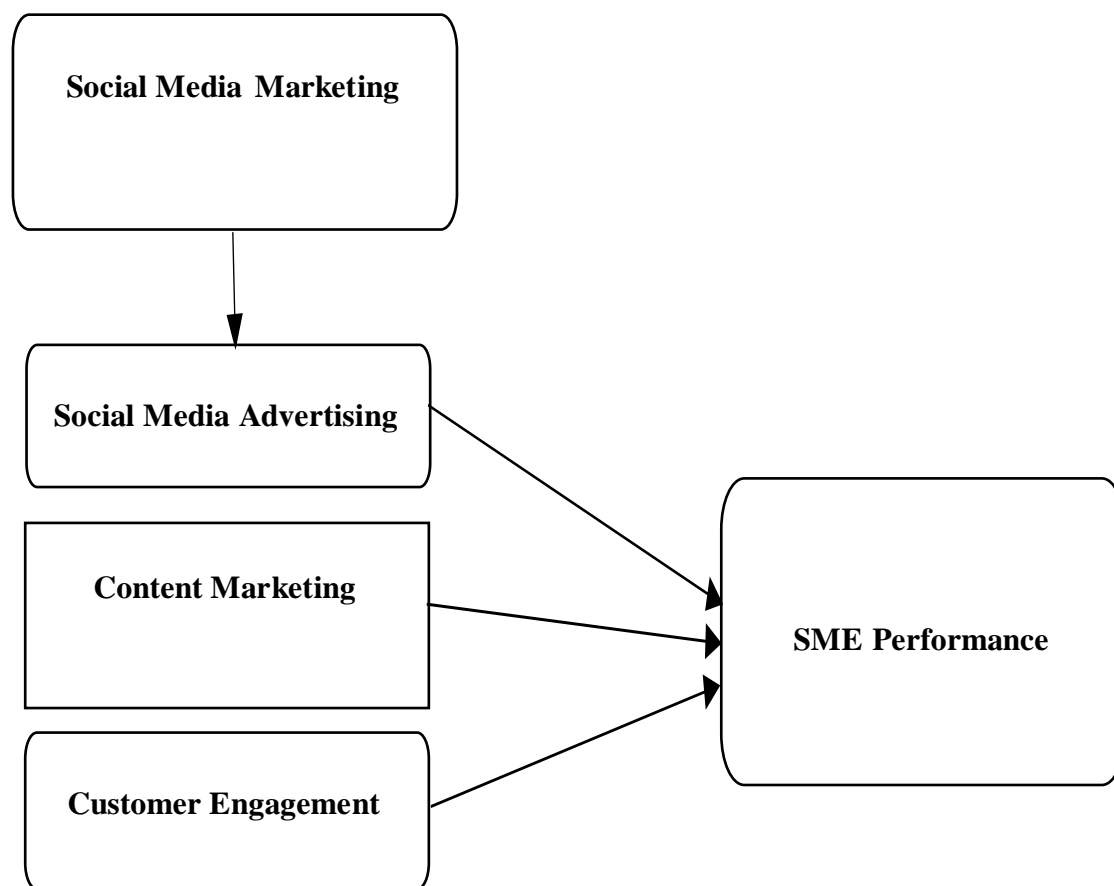 Social Media Marketing
Social Media Advertising
Content Marketing
SME Performance
Customer Engagement